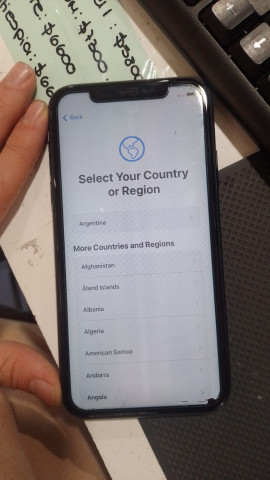 Back
Select Your Country
or Region
Argentina
More Countries and Regions
Afghanistan
Åland Islands
Albania
Algeria
American Samoa
Andorra
Angola